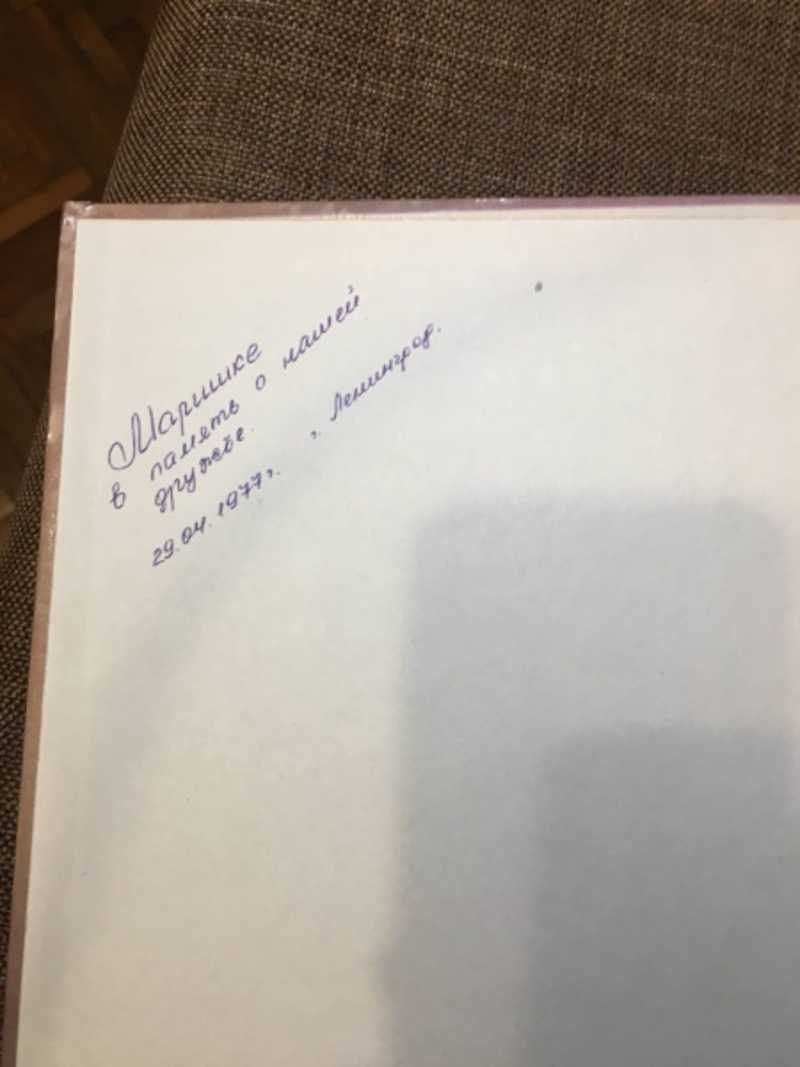 Маришке
в память о нашей
дружбе.
29.04.1977г. г. Ленинград.